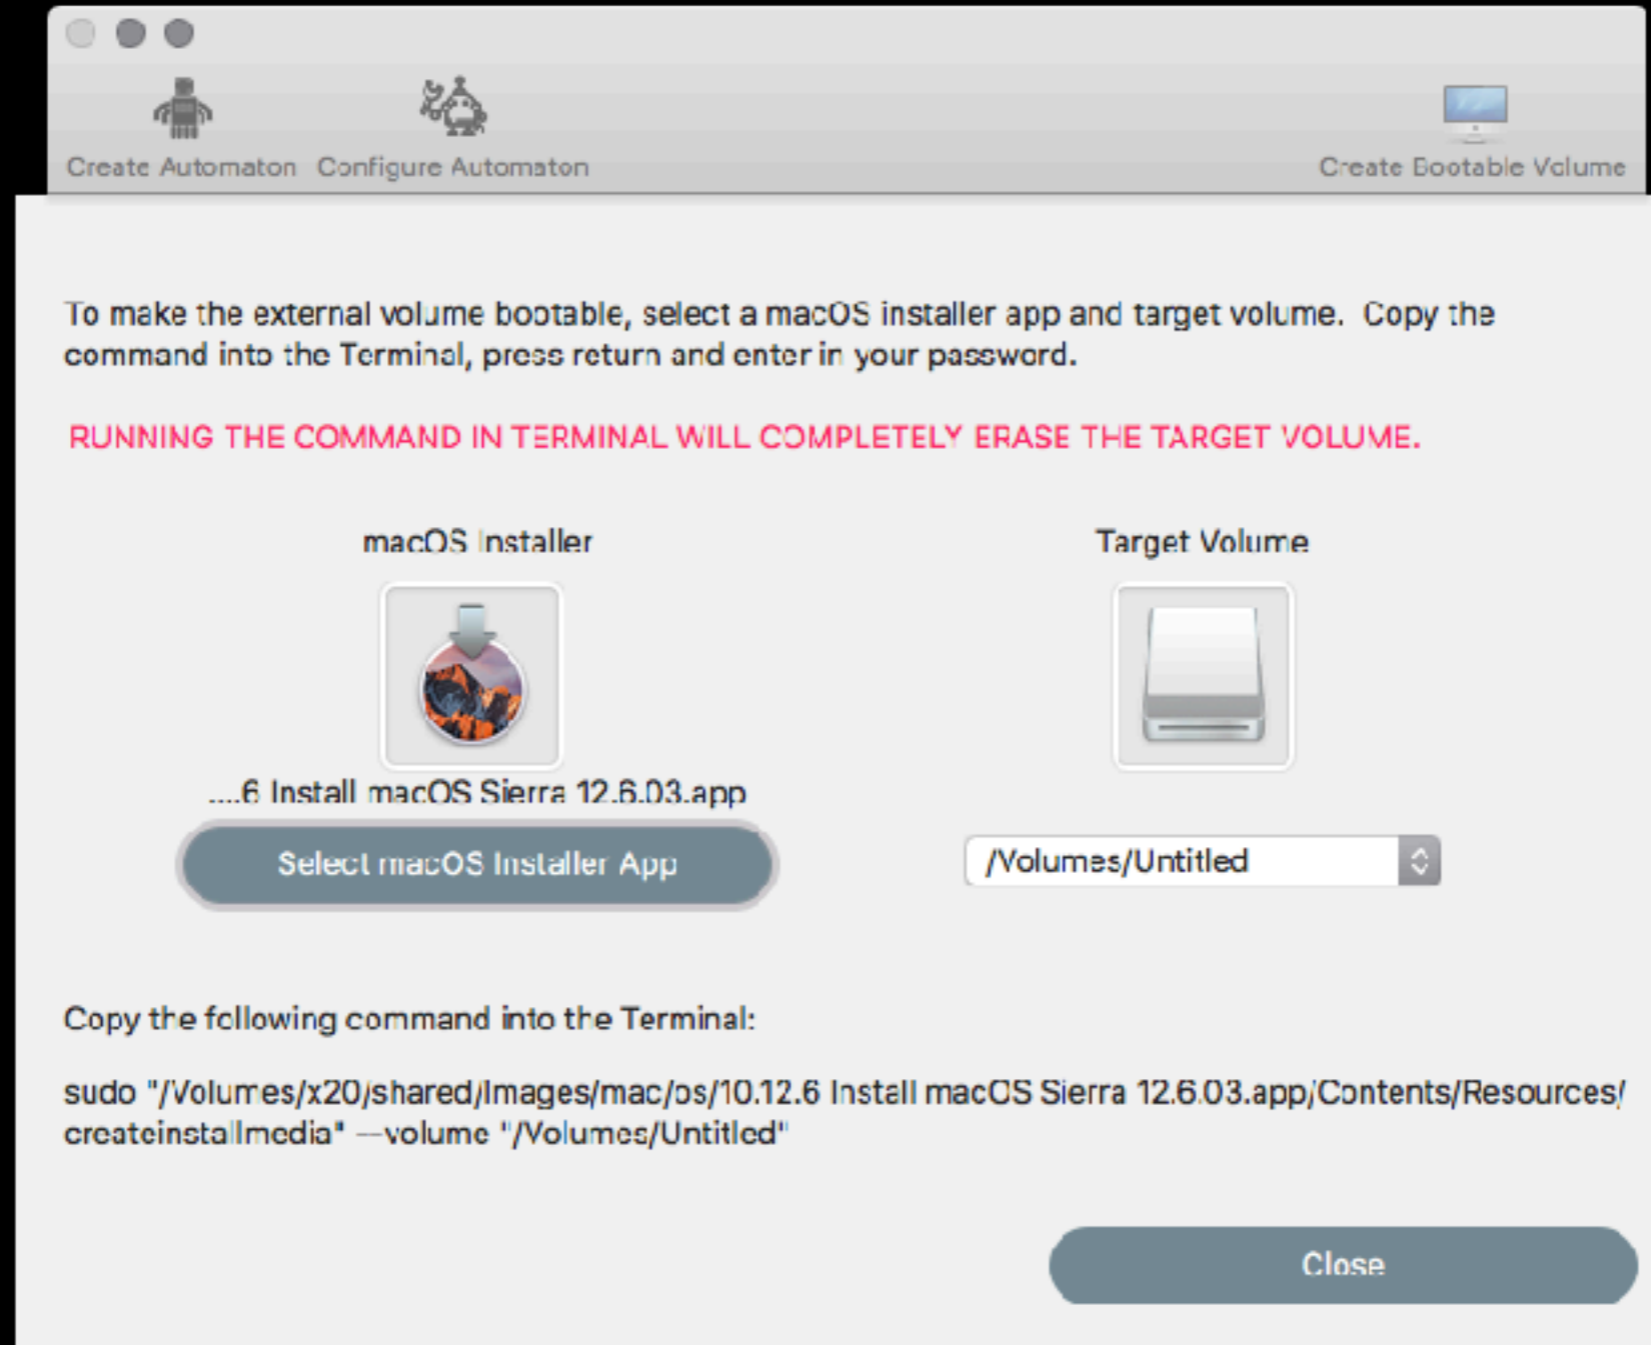 Create Automaton Configure Automaton Create Bootable Volume
To make the external volume bootable, select a macOS installer app and target volume. Copy the
command into the Terminal, press return and enter in your password.
RUNNING THE COMMAND IN TERMINAL WILL COMPLETELY ERASE THE TARGET VOLUME.
macOS Installer Target Volume
....6 Install macOS Sierra 12.6.03.app
Select macOS Installer App /Volumes/Untitled
Copy the following command into the Terminal:
sudo "/Volumes/x20/shared/Images/mac/os/10.12.6 Install macOS Sierra 12.6.03.app/Contents/Resources/
createinstallmedia" --volume "/Volumes/Untitled"
Close